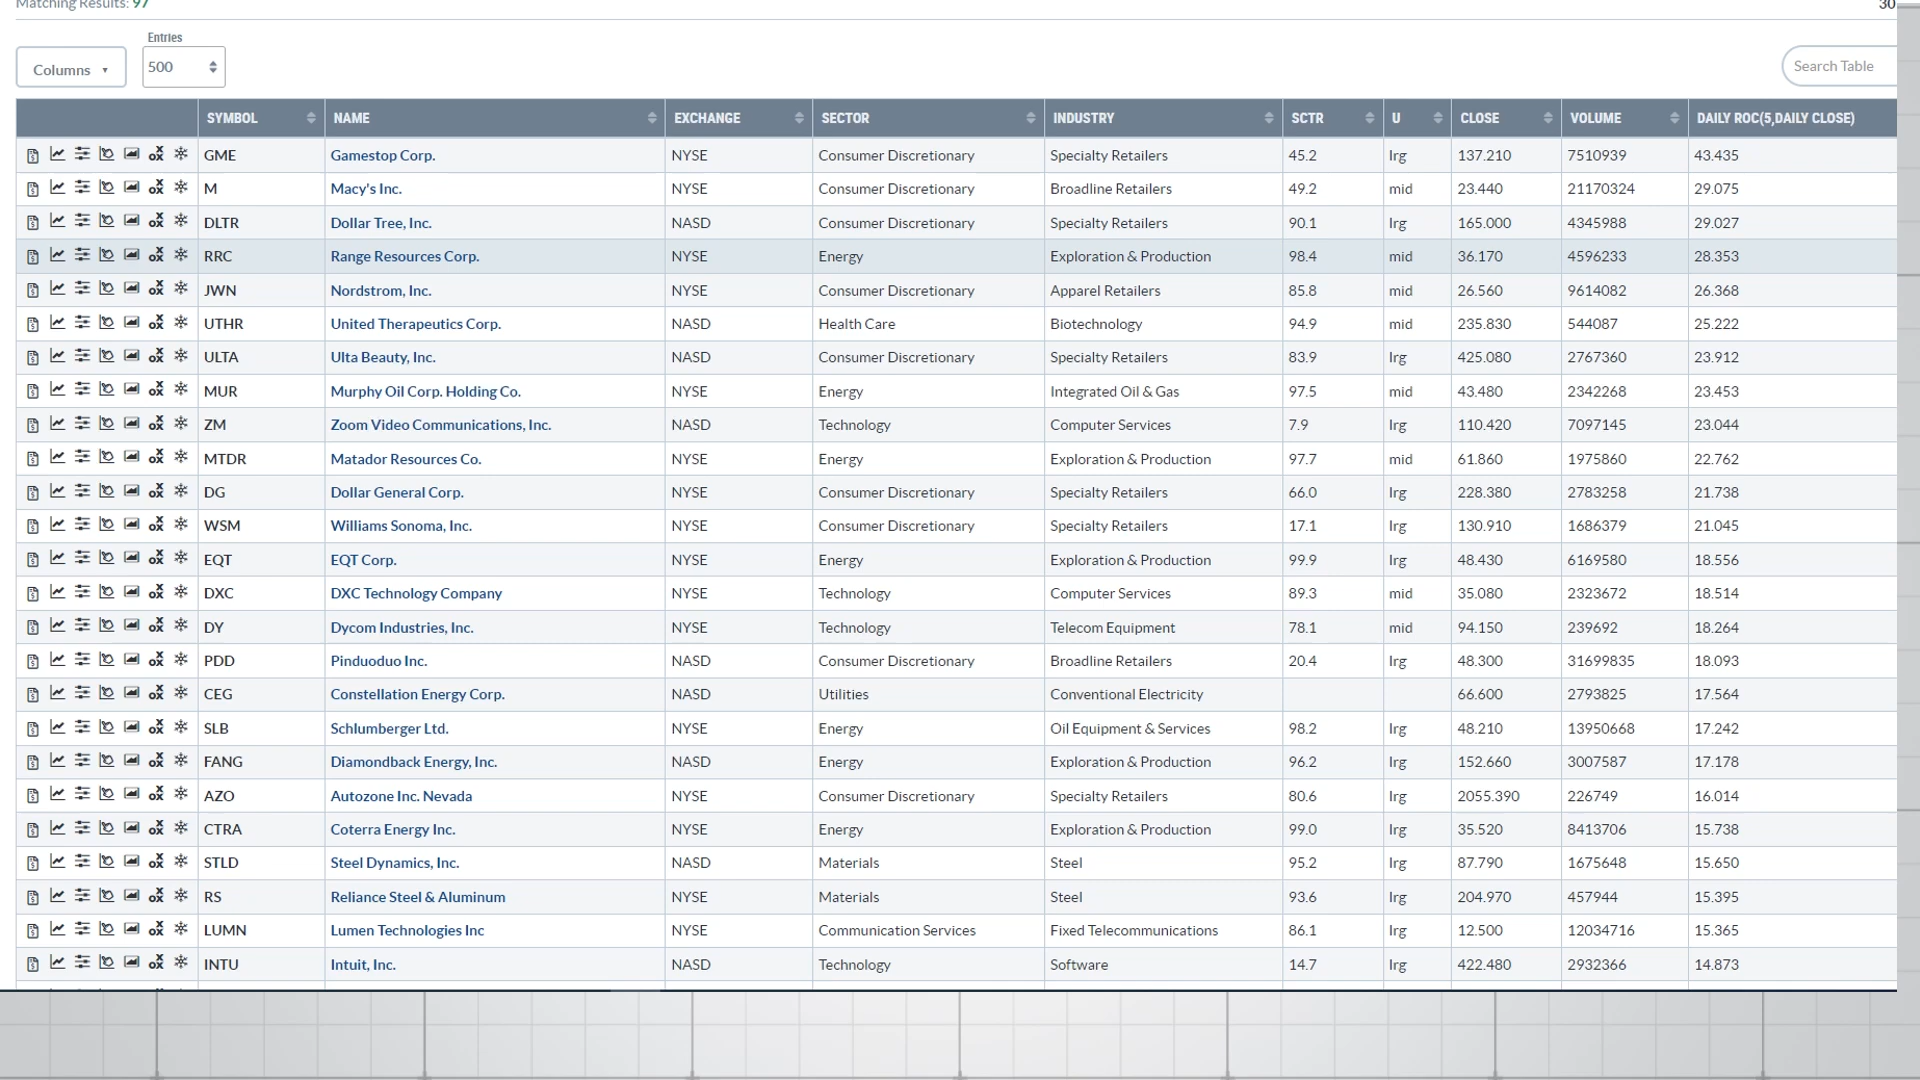 Matching Results: 97 30
Entries
Columns 500 Search Table
SYMBOL NAME EXCHANGE SECTOR INDUSTRY SCTR U CLOSE VOLUME DAILY ROC(5,DAILY CLOSE)
GME Gamestop Corp. NYSE Consumer Discretionary Specialty Retailers 45.2 lrg 137.210 7510939 43.435
M Macy's Inc. NYSE Consumer Discretionary Broadline Retailers 49.2 mid 23.440 21170324 29.075
DLTR Dollar Tree, Inc. NASD Consumer Discretionary Specialty Retailers 90.1 lrg 165.000 4345988 29.027
RRC Range Resources Corp. NYSE Energy Exploration & Production 98.4 mid 36.170 4596233 28.353
JWN Nordstrom, Inc. NYSE Consumer Discretionary Apparel Retailers 85.8 mid 26.560 9614082 26.368
UTHR United Therapeutics Corp. NASD Health Care Biotechnology 94.9 mid 235.830 544087 25.222
ULTA Ulta Beauty, Inc. NASD Consumer Discretionary Specialty Retailers 83.9 lrg 425.080 2767360 23.912
MUR Murphy Oil Corp. Holding Co. NYSE Energy Integrated Oil & Gas 97.5 mid 43.480 2342268 23.453
ZM Zoom Video Communications, Inc. NASD Technology Computer Services 7.9 lrg 110.420 7097145 23.044
MTDR Matador Resources Co. NYSE Energy Exploration & Production 97.7 mid 61.860 1975860 22.762
DG Dollar General Corp. NYSE Consumer Discretionary Specialty Retailers 66.0 lrg 228.380 2783258 21.738
WSM Williams Sonoma, Inc. NYSE Consumer Discretionary Specialty Retailers 17.1 lrg 130.910 1686379 21.045
EQT EQT Corp. NYSE Energy Exploration & Production 99.9 lrg 48.430 6169580 18.556
DXC DXC Technology Company NYSE Technology Computer Services 89.3 mid 35.080 2323672 18.514
DY Dycom Industries, Inc. NYSE Technology Telecom Equipment 78.1 mid 94.150 239692 18.264
PDD Pinduoduo Inc. NASD Consumer Discretionary Broadline Retailers 20.4 lrg 48.300 31699835 18.093
CEG Constellation Energy Corp. NASD Utilities Conventional Electricity 66.600 2793825 17.564
SLB Schlumberger Ltd. NYSE Energy Oil Equipment & Services 98.2 lrg 48.210 13950668 17.242
FANG Diamondback Energy, Inc. NASD Energy Exploration & Production 96.2 lrg 152.660 3007587 17.178
AZO Autozone Inc. Nevada NYSE Consumer Discretionary Specialty Retailers 80.6 lrg 2055.390 226749 16.014
CTRA Coterra Energy Inc. NYSE Energy Exploration & Production 99.0 lrg 35.520 8413706 15.738
STLD Steel Dynamics, Inc. NASD Materials Steel 95.2 lrg 87.790 1675648 15.650
RS Reliance Steel & Aluminum NYSE Materials Steel 93.6 lrg 204.970 457944 15.395
LUMN Lumen Technologies Inc NYSE Communication Services Fixed Telecommunications 86.1 lrg 12.500 12034716 15.365
INTU Intuit, Inc. NASD Technology Software 14.7 lrg 422.480 2932366 14.873